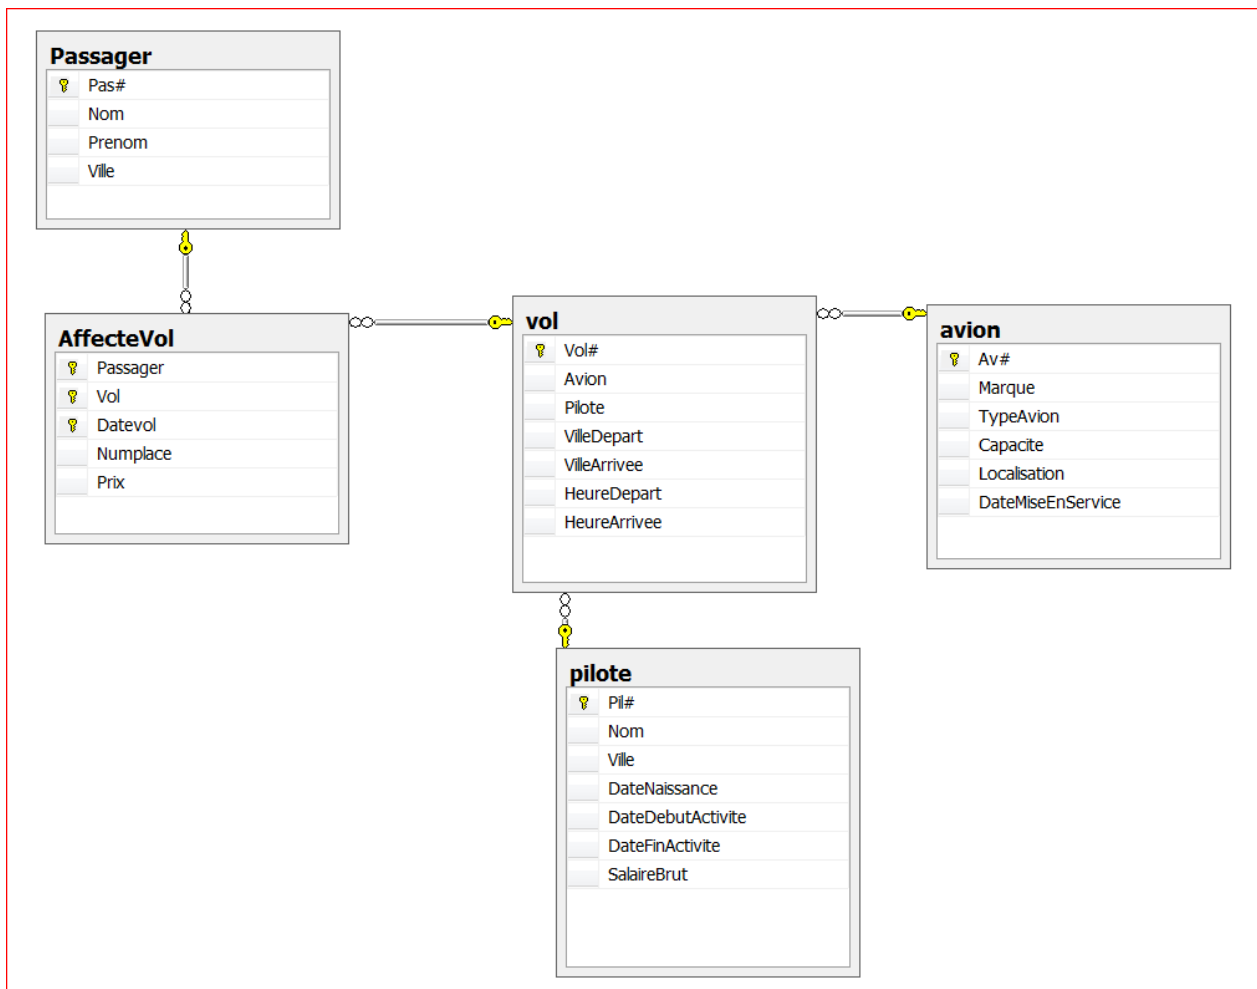 Passager
Pas#
Nom
Prenom
Ville
AffecteVol
Passager
Vol
Datevol
Numplace
Prix
vol
Vol#
Avion
Pilote
VilleDepart
VilleArrivee
HeureDepart
HeureArrivee
avion
Av#
Marque
TypeAvion
Capacite
Localisation
DateMiseEnService
pilote
Pil#
Nom
Ville
DateNaissance
DateDebutActivite
DateFinActivite
SalaireBrut